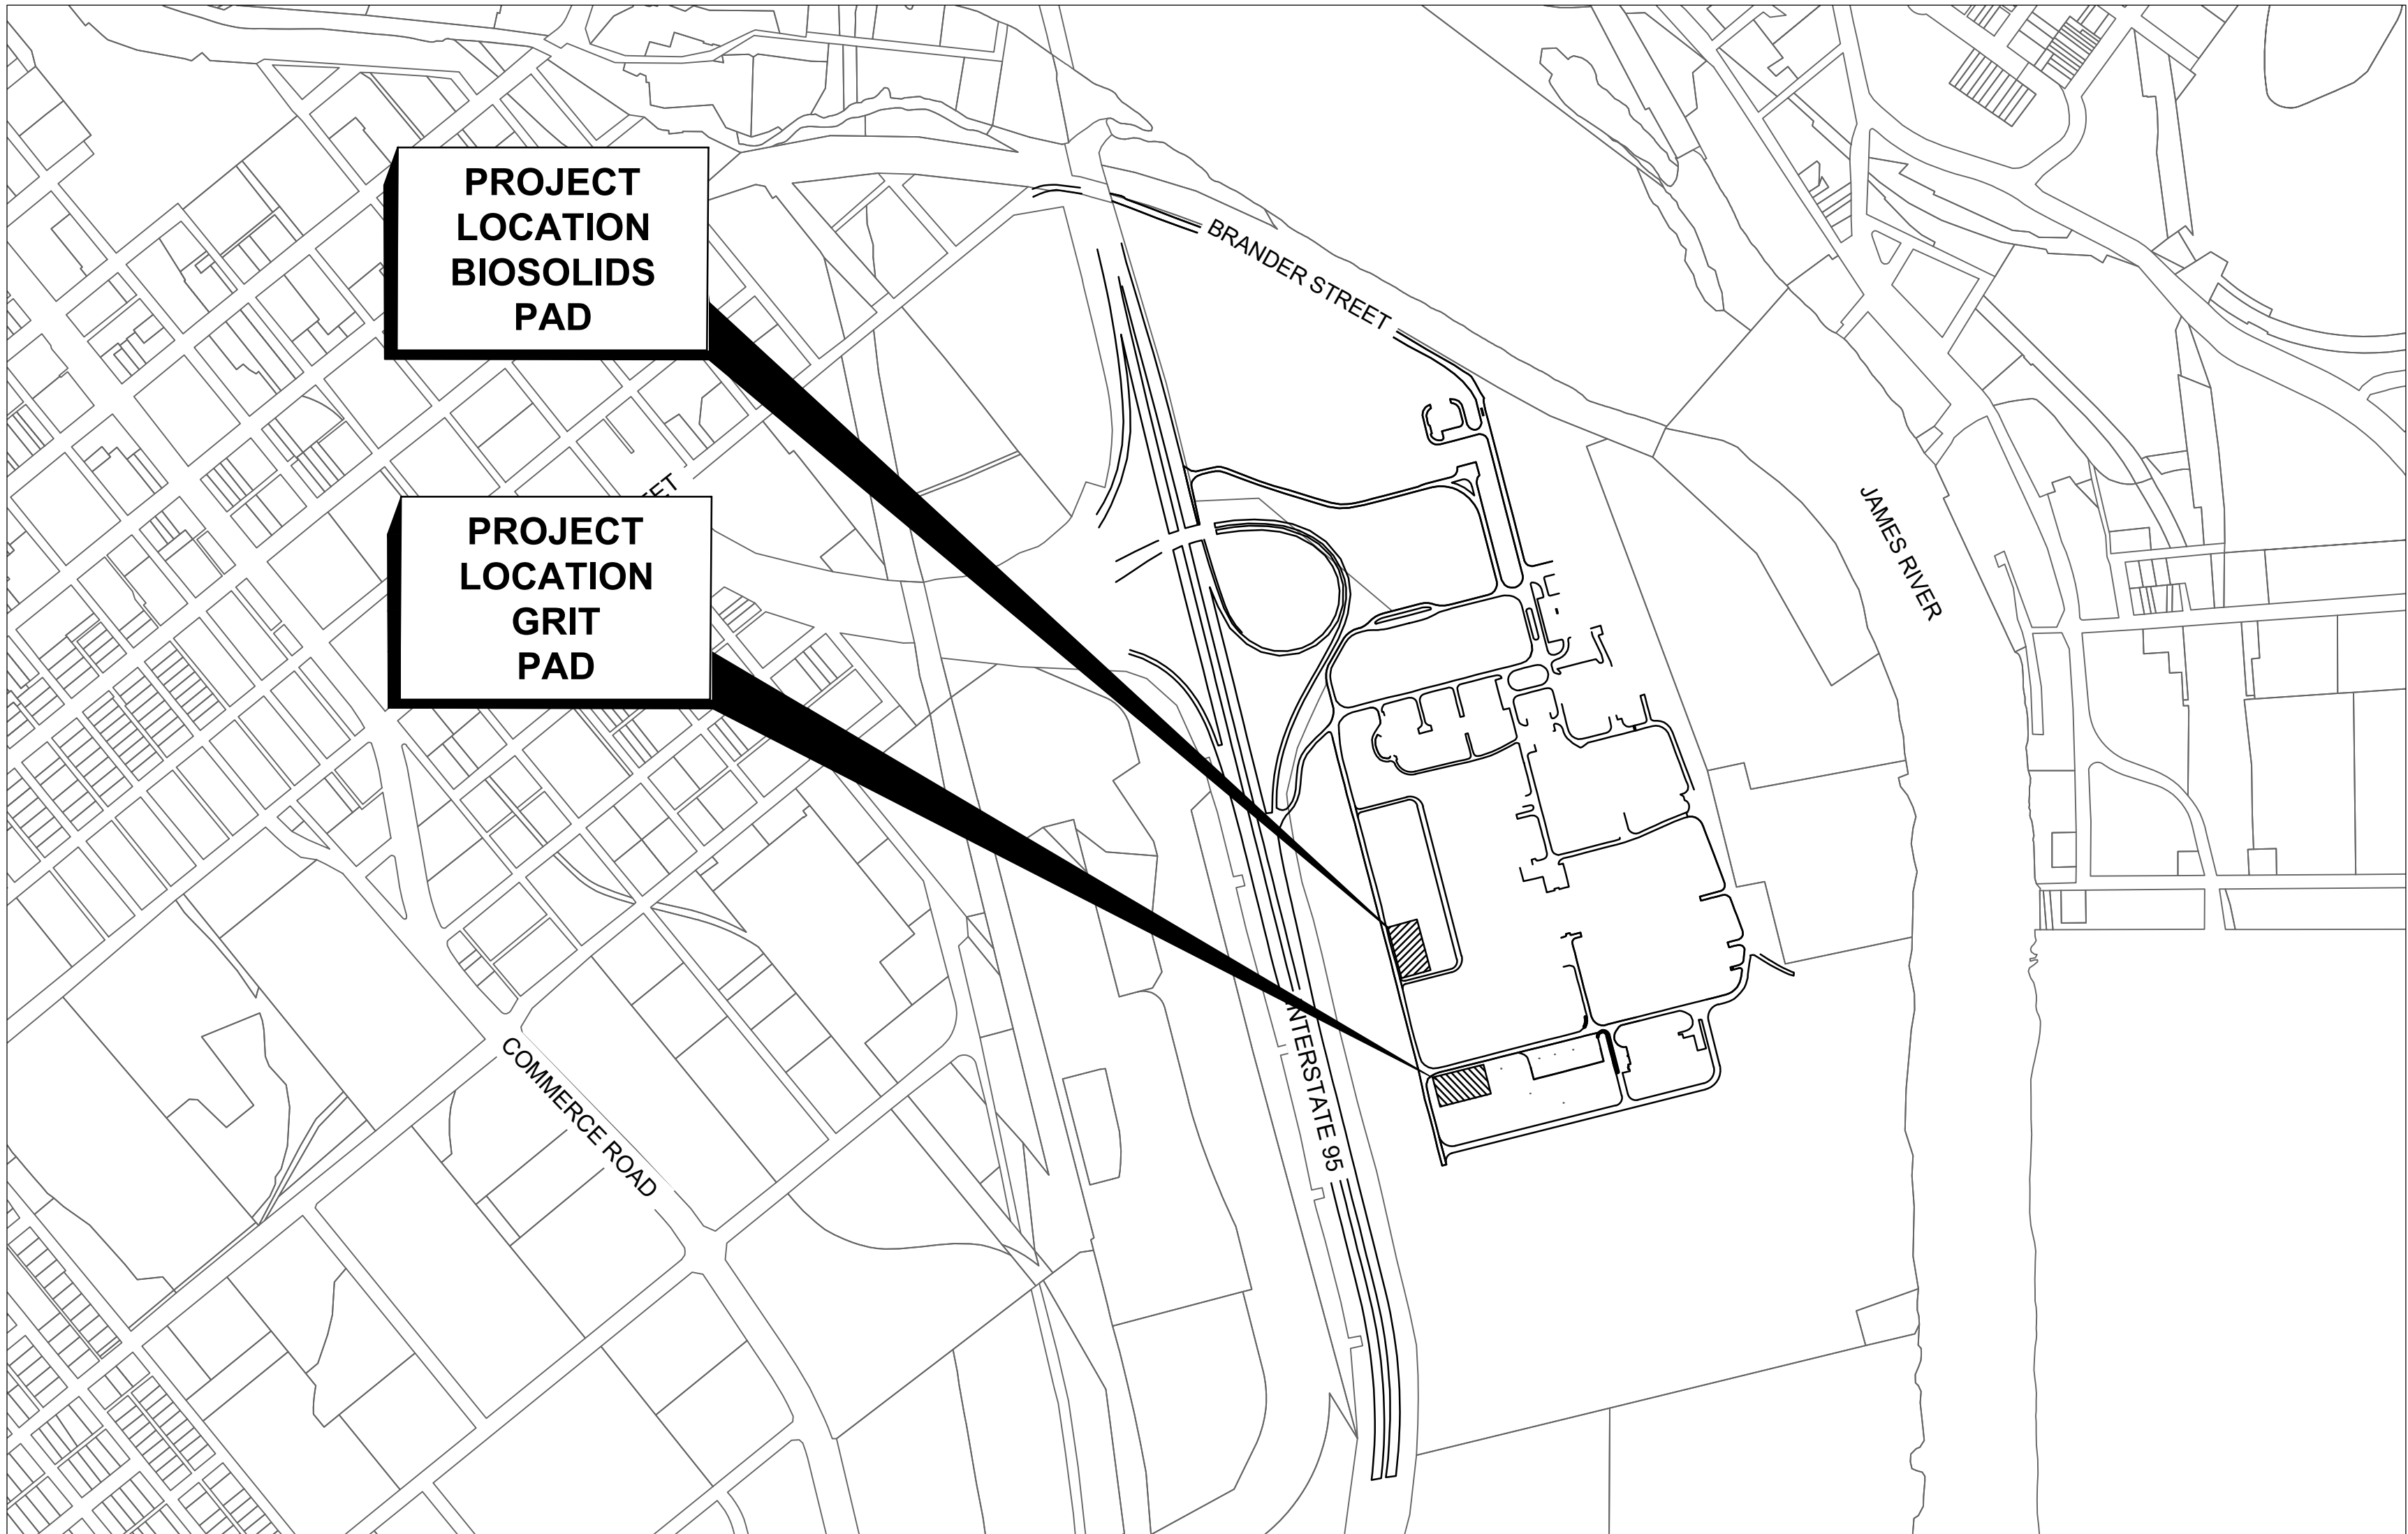 PROJECT
LOCATION
BIOSOLIDS
PAD
BRANDER STREET
PROJECT
LOCATION
GRIT
PAD
JAMES RIVER
COMMERCE ROAD
INTERSTATE 95